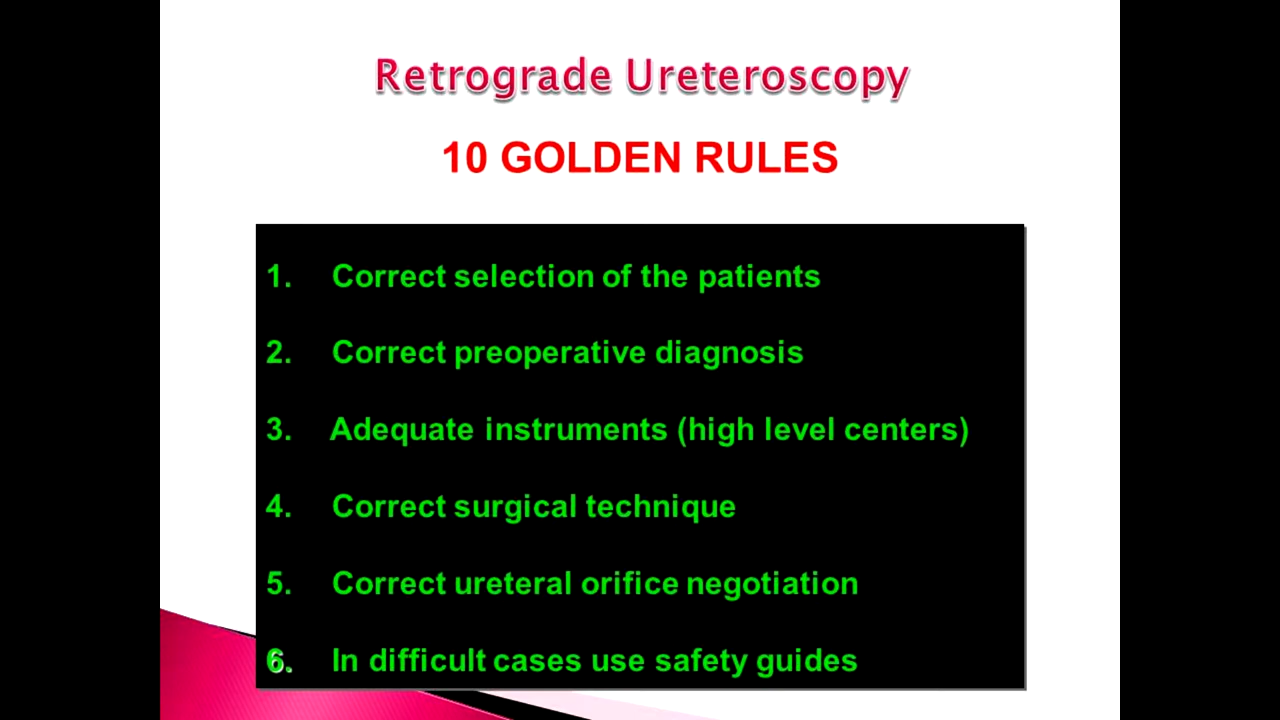 Retrograde Ureteroscopy
10 GOLDEN RULES
1. Correct selection of the patients
2. Correct preoperative diagnosis
3. Adequate instruments (high level centers)
4. Correct surgical technique
5. Correct ureteral orifice negotiation
6. In difficult cases use safety guides